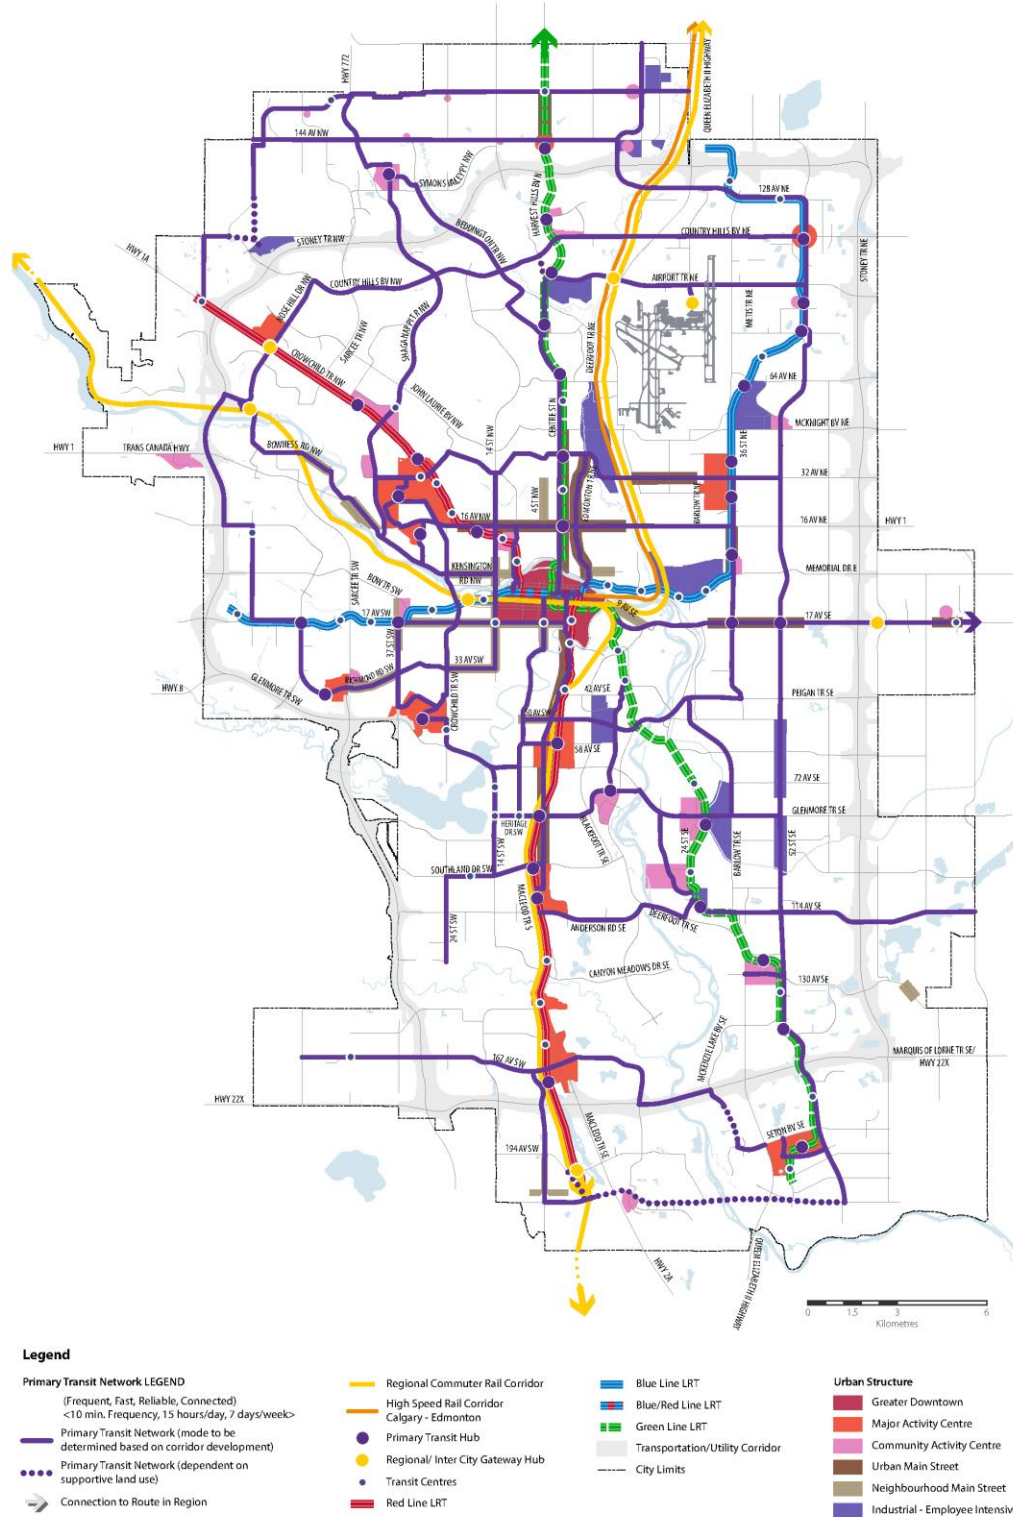 HWY 772
QUEEN ELIZABETH II HIGHWAY
144 AV NW
SYMONS VALLEY PY NW
128 AV NE
HARVEST HILLS BV N
BEDDINGTON TR NW
COUNTRY HILLS BV NE
STONEY TR NW
STONEY TR NE
HWY 1A
COUNTRY HILLS BV NW
AIRPORT TR NE
ROSE HILL DR NW
SARCEE TR NW
SHAGANAPPI TR NW
METIS TR NE
DEERFOOT TR NE
CROWCHILD TR NW
JOHN LAURIE BV NW
64 AV NE
CENTRE ST N
14 ST NW
MCKNIGHT BV NE
HWY 1
TRANS CANADA HWY
BOWNESS RD NW
36 ST NE
32 AV NE
4 ST NW
EDMONTON TR NE
BARLOW TR NE
16 AV NW
16 AV NE
HWY 1
KENSINGTON
RD NW
MEMORIAL DR E
SARCEE TR SW
BOW TR SW
17 AV SW
9 AV SE
17 AV SE
37 ST SW
33 AV SW
RICHMOND RD SW
HWY 8
GLENMORE TR SW
CROWCHILD TR SW
42 AV SE
PEIGAN TR SE
50 AV SW
58 AV SE
72 AV SE
GLENMORE TR SE
HERITAGE
DR SW
14 ST SW
BLACKFOOT TR SE
24 ST SE
BARLOW TR SE
52 ST SE
SOUTHLAND DR SW
MACLEOD TR S
24 ST SW
114 AV SE
DEERFOOT TR SE
ANDERSON RD SE
CANYON MEADOWS DR SE
130 AV SE
MCKENZIE LAKE BV SE
MARQUIS OF LORNE TR SE/
HWY 22X
162 AV SW
HWY 22X
MACLEOD TR SE
SETON BV SE
194 AV SW
HWY 2A
QUEEN ELIZABETH II HIGHWAY
0 1.5 3 6
Kilometres
Legend
Primary Transit Network LEGEND
(Frequent, Fast, Reliable, Connected)
<10 min. Frequency, 15 hours/day, 7 days/week>
Primary Transit Network (mode to be
determined based on corridor development)
Primary Transit Network (dependent on
supportive land use)
Connection to Route in Region
Regional Commuter Rail Corridor
High Speed Rail Corridor
Calgary - Edmonton
Primary Transit Hub
Regional/ Inter City Gateway Hub
Transit Centres
Red Line LRT
Blue Line LRT
Blue/Red Line LRT
Green Line LRT
Transportation/Utility Corridor
City Limits
Urban Structure
Greater Downtown
Major Activity Centre
Community Activity Centre
Urban Main Street
Neighbourhood Main Street
Industrial - Employee Intensiv